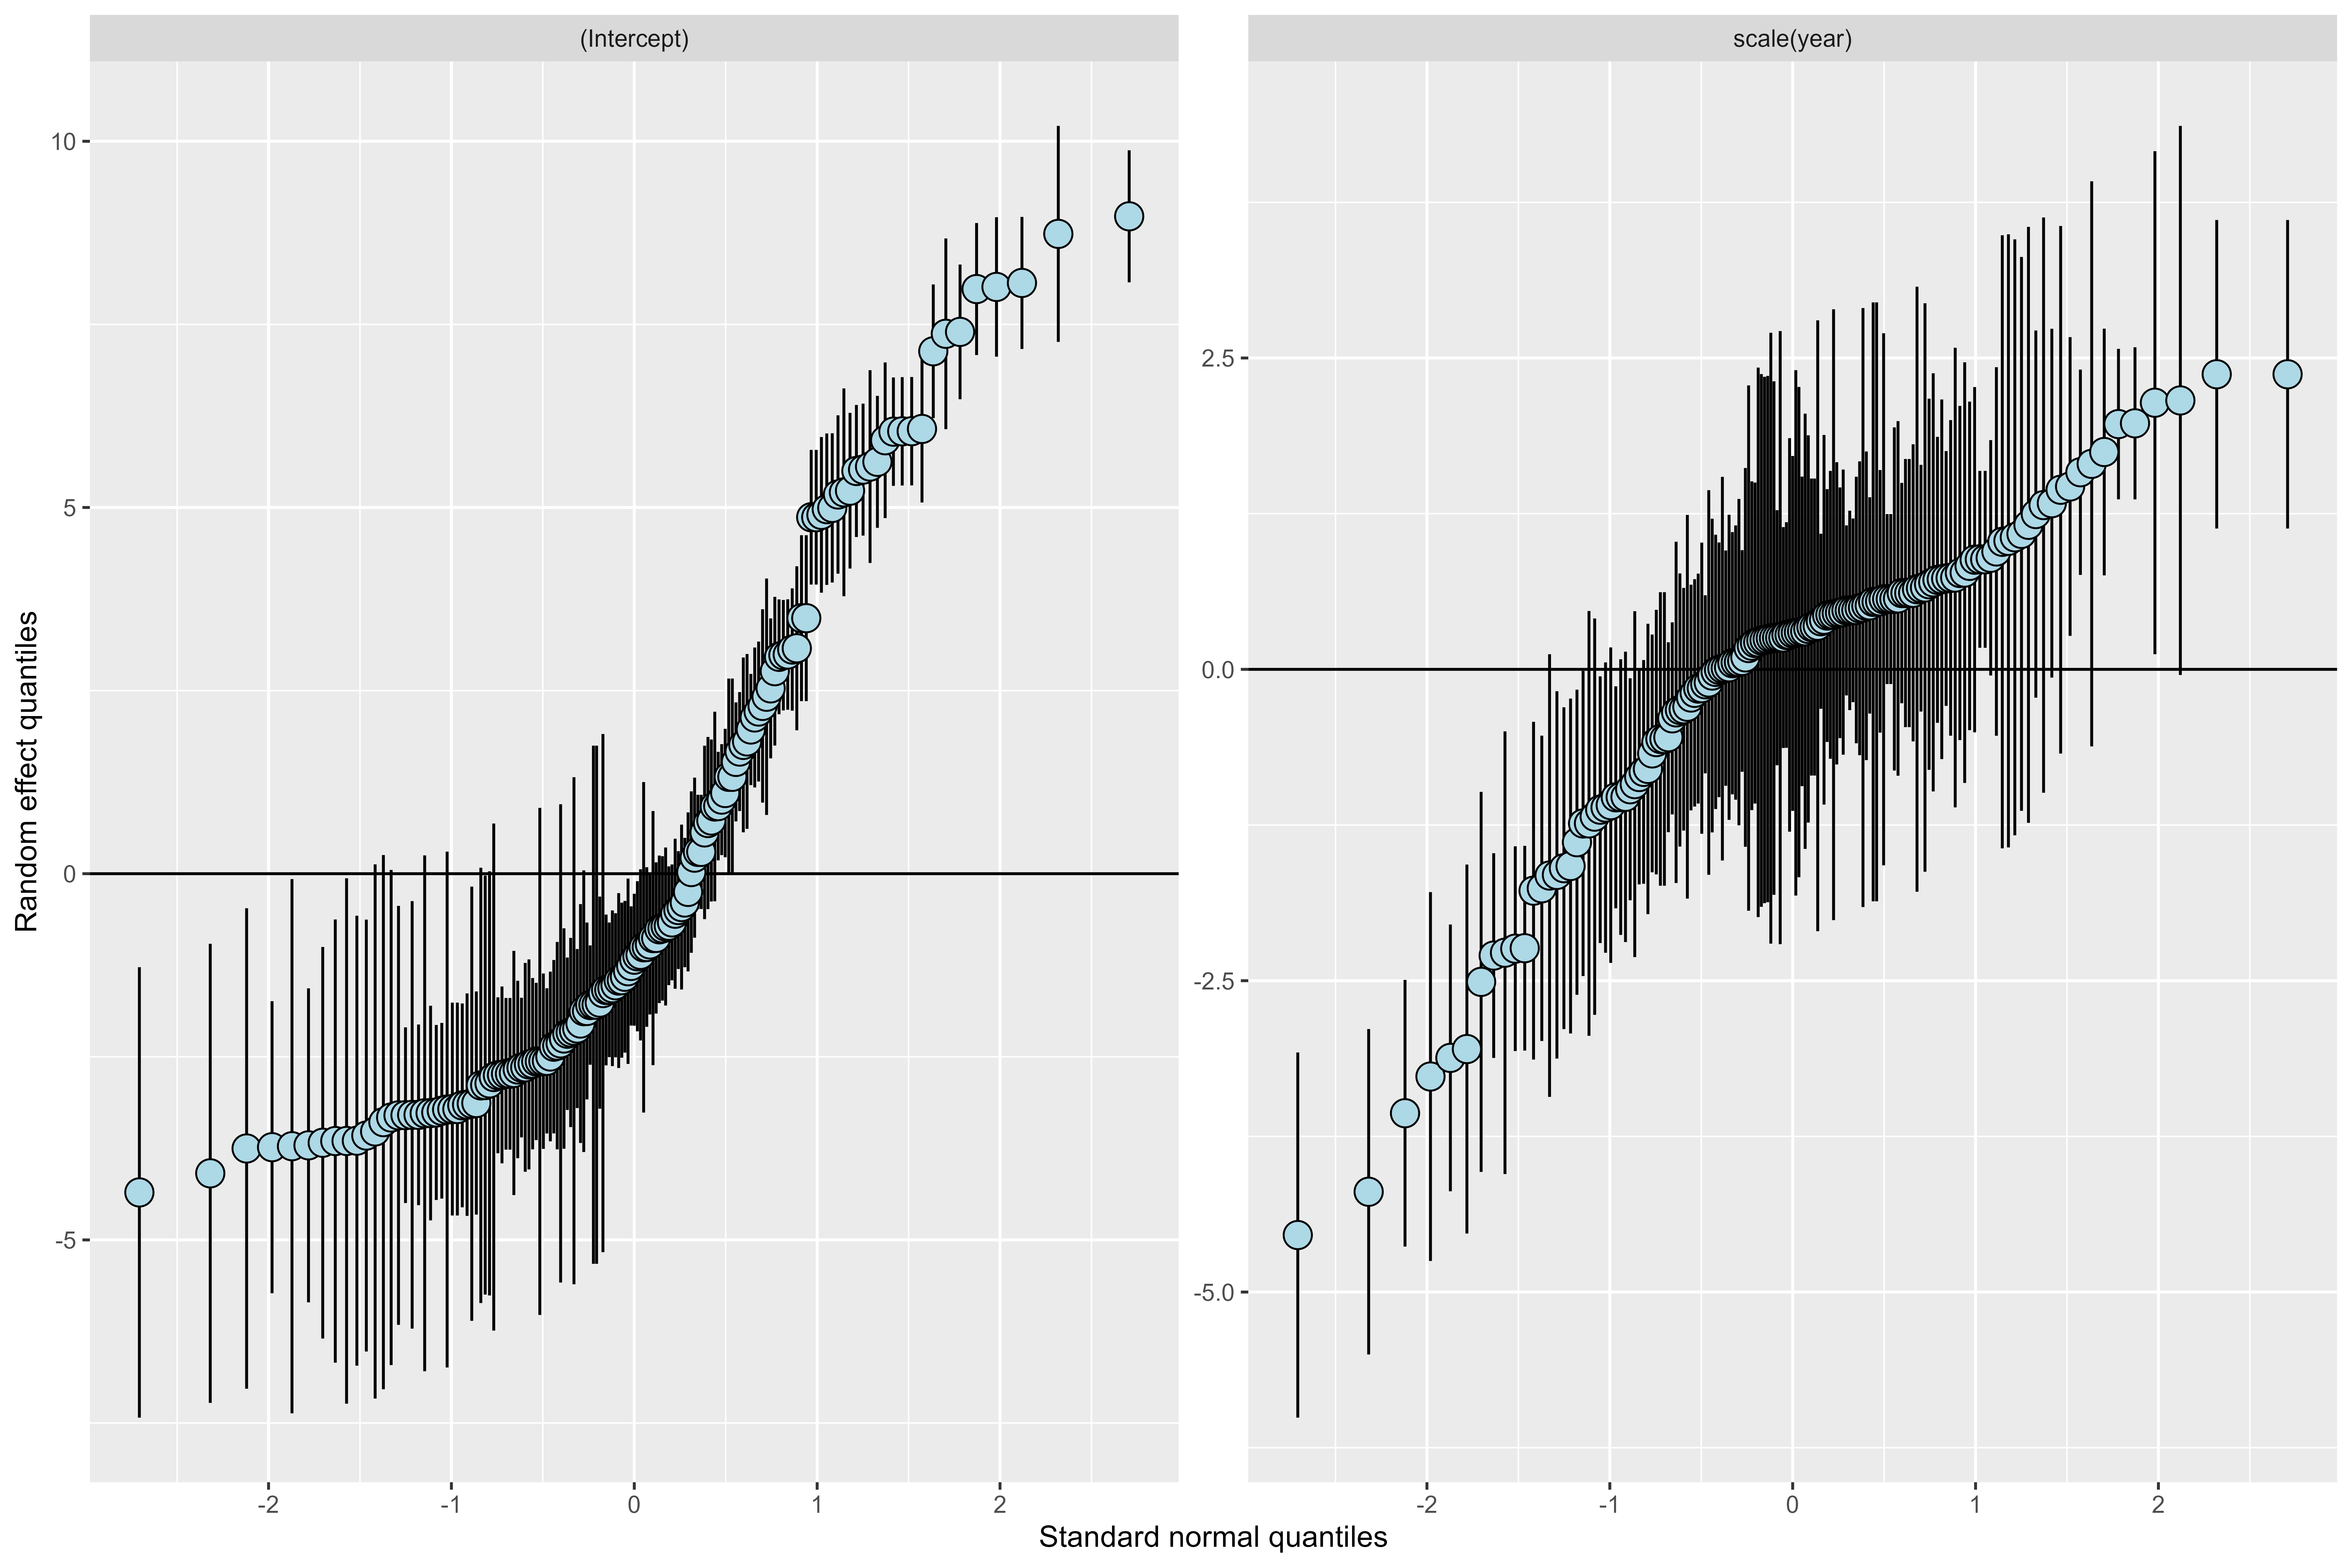 (Intercept)
scale(year)
Random effect quantiles
10
5
0
-5
2.5
0.0
-2.5
-5.0
-2 -1 0 1 2
-2 -1 0 1 2
Standard normal quantiles